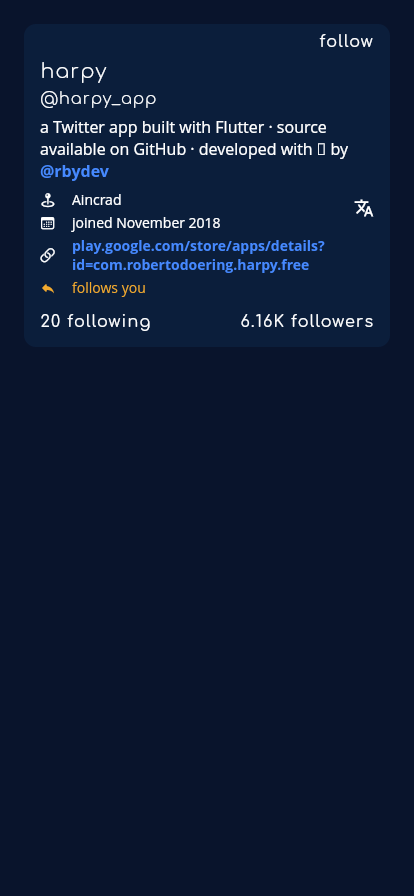 follow
harpy
@harpy_app
a Twitter app built with Flutter · source
available on GitHub · developed with ▯ by
@rbydev
Aincrad
joined November 2018
play.google.com/store/apps/details?
id=com.robertodoering.harpy.free
follows you
20 following 6.16K followers